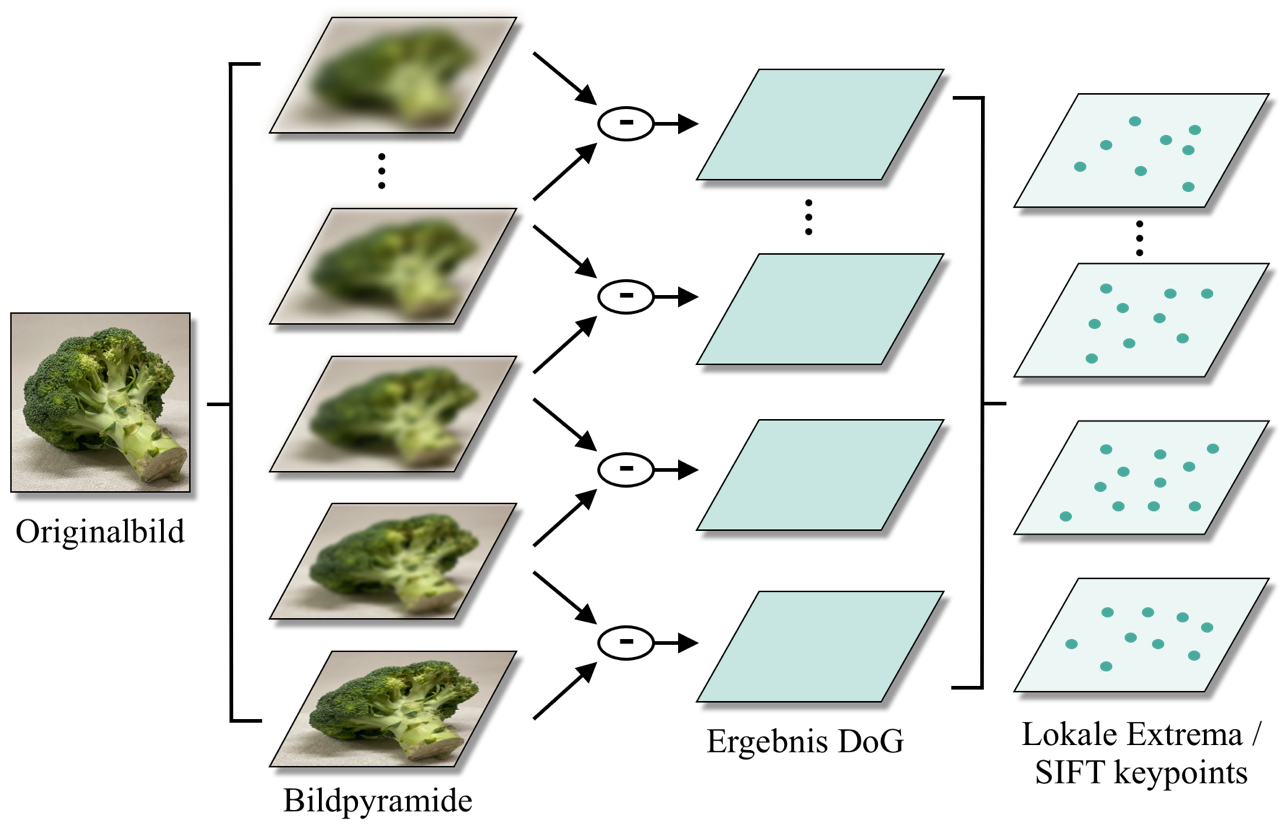 Originalbild
Bildpyramide
-
-
-
-
Ergebnis DoG
Lokale Extrema /
SIFT keypoints